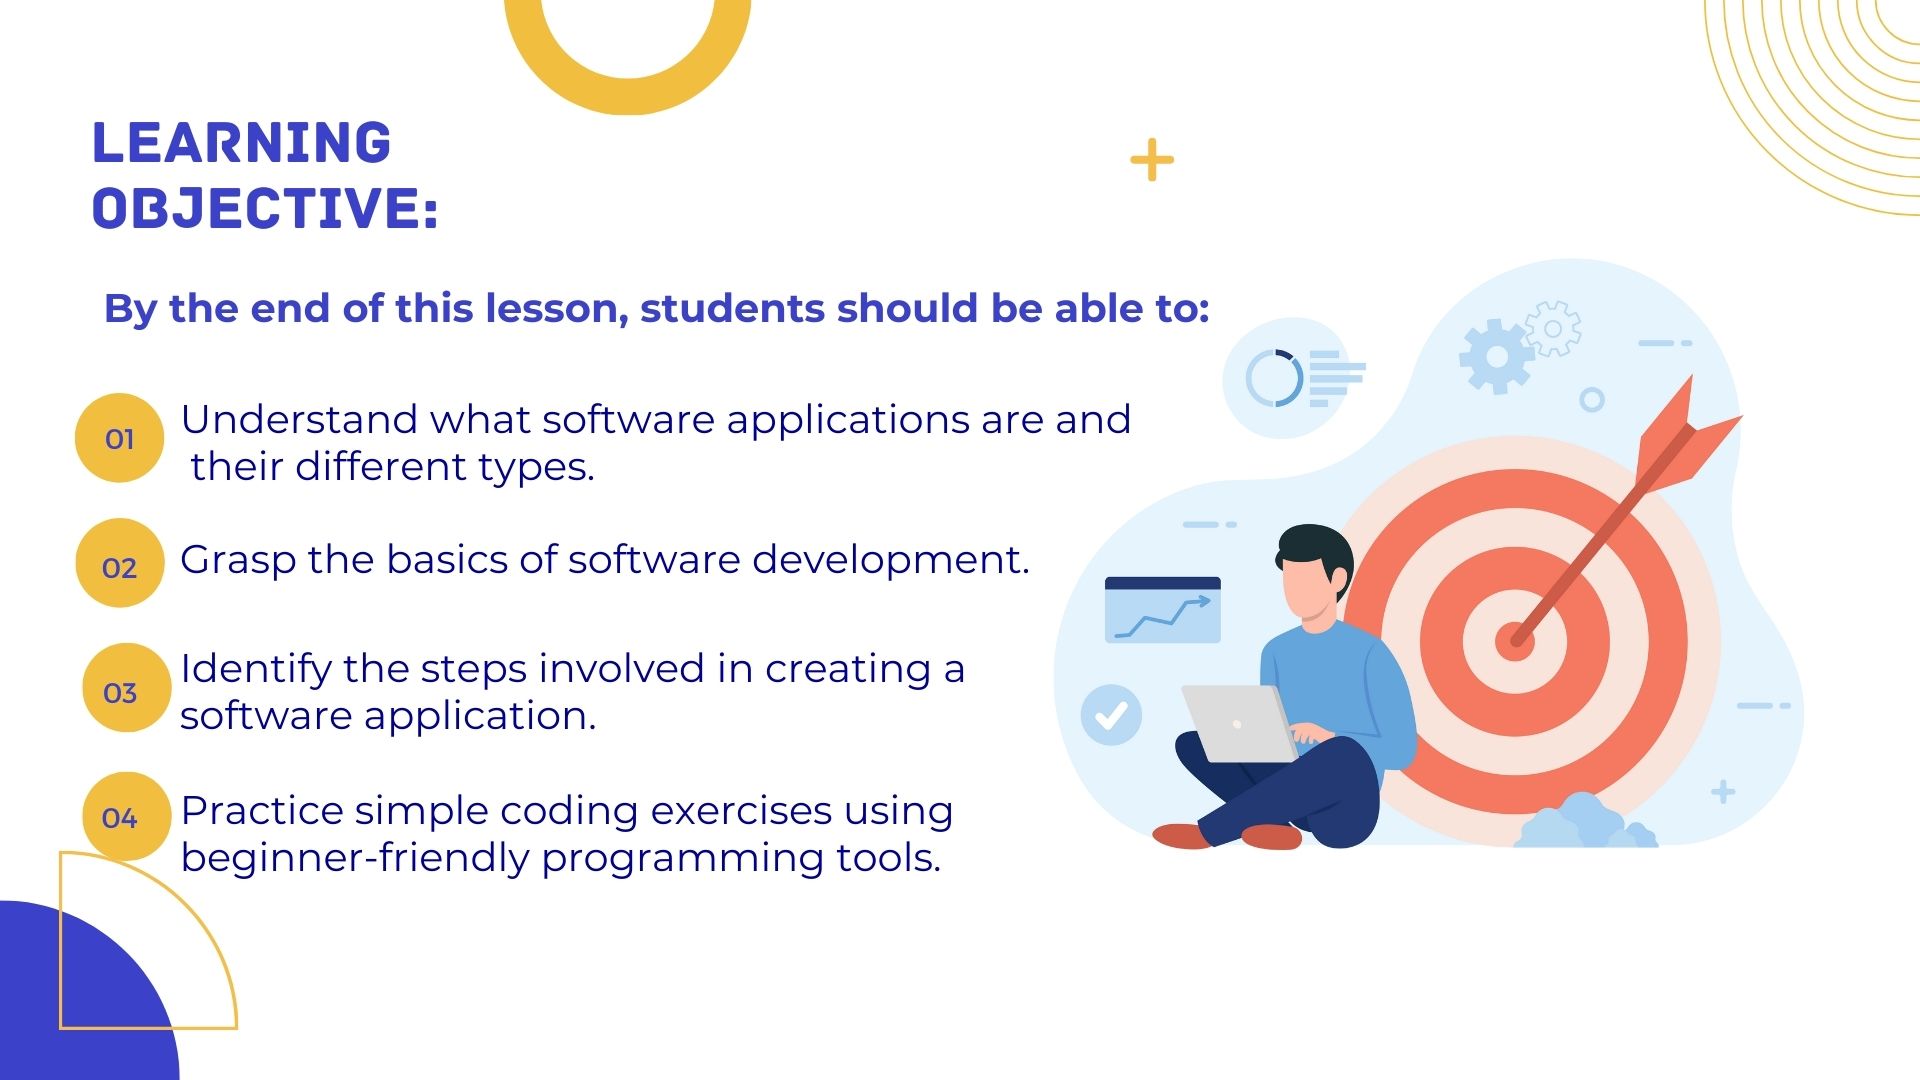 LEARNING
OBJECTIVE:
By the end of this lesson, students should be able to:
01
Understand what software applications are and
their different types.
02
Grasp the basics of software development.
03
Identify the steps involved in creating a
software application.
04
Practice simple coding exercises using
beginner-friendly programming tools.